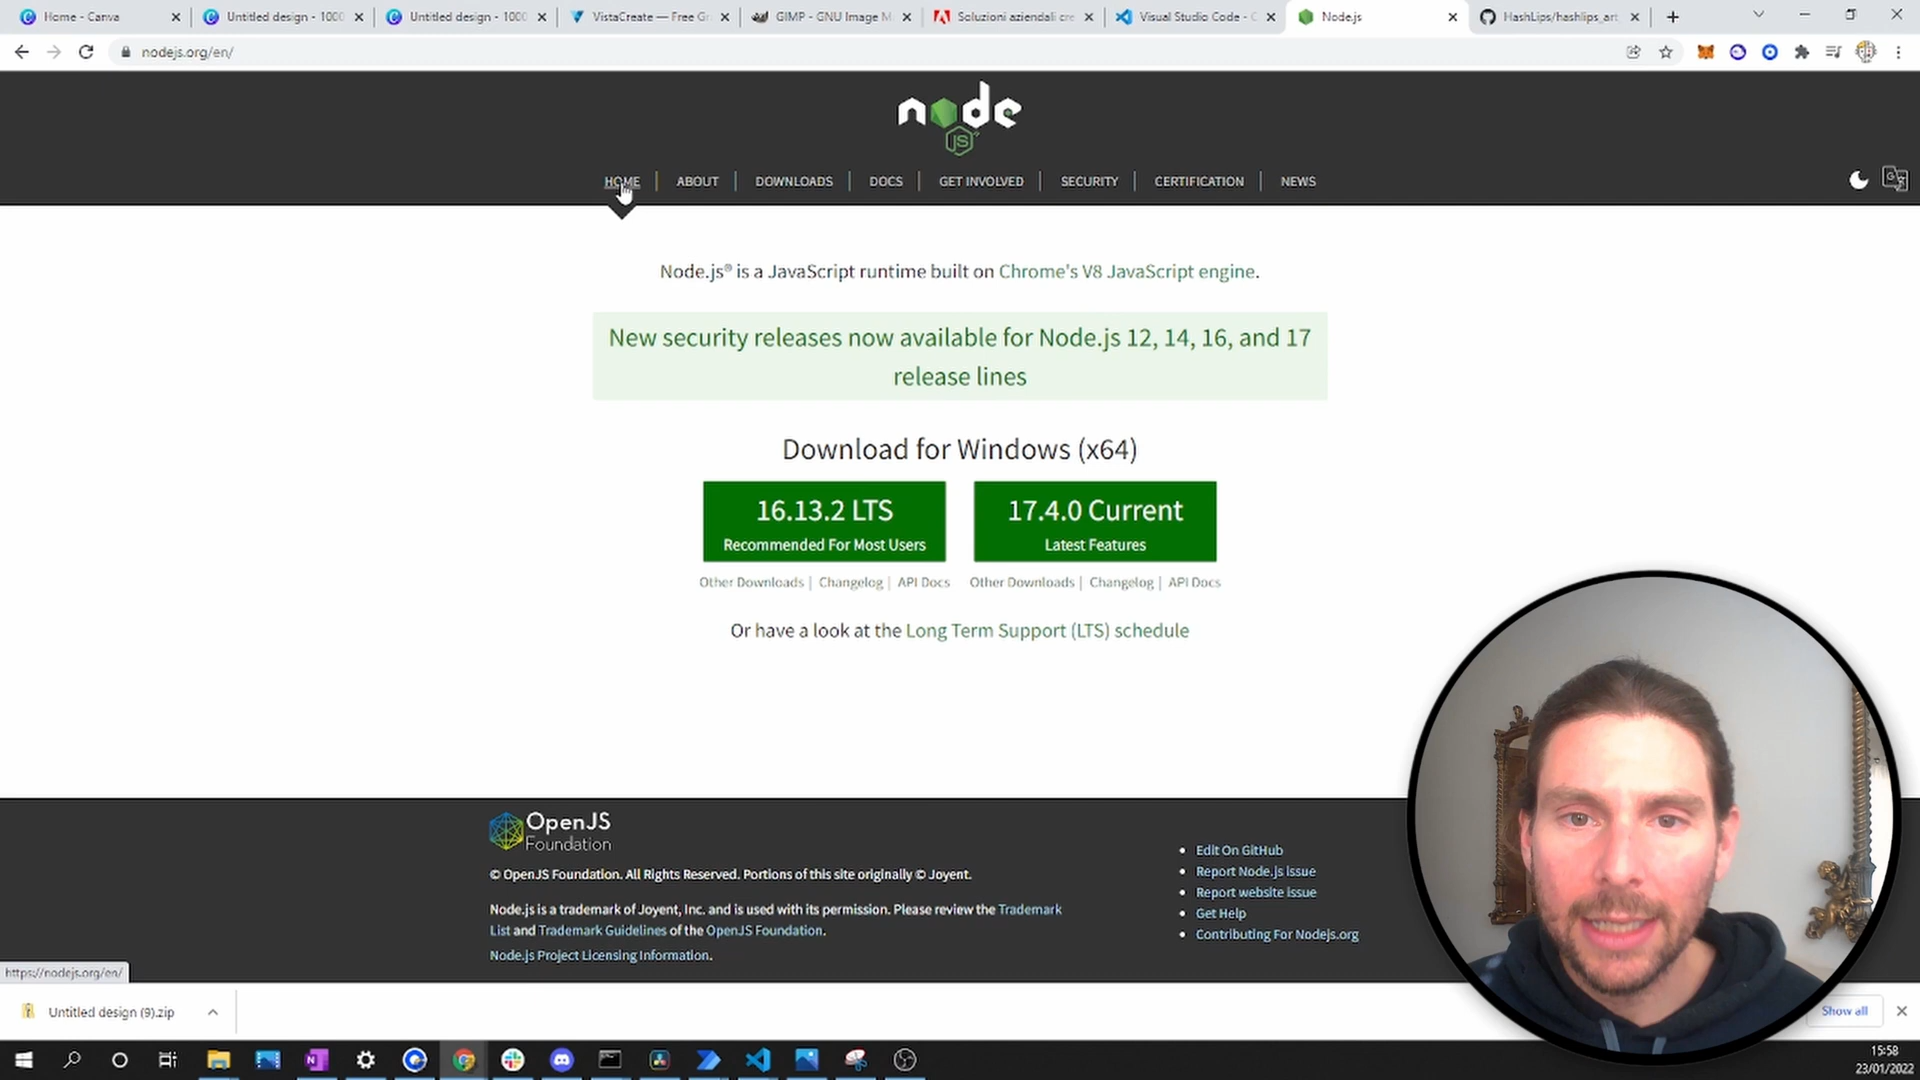 Home - Canva
Untitled design - 1000
Untitled design - 1000
VistaCreate — Free Gr
GIMP - GNU Image M
Soluzioni aziendali cre
Visual Studio Code - C
Node.js
HashLips/hashlips_art
nodejs.org/en/
node
JS
HOME
ABOUT
DOWNLOADS
DOCS
GET INVOLVED
SECURITY
CERTIFICATION
NEWS
Node.js® is a JavaScript runtime built on Chrome's V8 JavaScript engine.
New security releases now available for Node.js 12, 14, 16, and 17
release lines
Download for Windows (x64)
16.13.2 LTS
Recommended For Most Users
17.4.0 Current
Latest Features
Other Downloads | Changelog | API Docs
Other Downloads | Changelog | API Docs
Or have a look at the Long Term Support (LTS) schedule
OpenJS
Foundation
© OpenJS Foundation. All Rights Reserved. Portions of this site originally © Joyent.
Node.js is a trademark of Joyent, Inc. and is used with its permission. Please review the Trademark
List and Trademark Guidelines of the OpenJS Foundation.
Node.js Project Licensing Information.
Edit On GitHub
Report Node.js issue
Report website issue
Get Help
Contributing For Nodejs.org
https://nodejs.org/en/
Untitled design (9).zip
Show all
15:58
23/01/2022